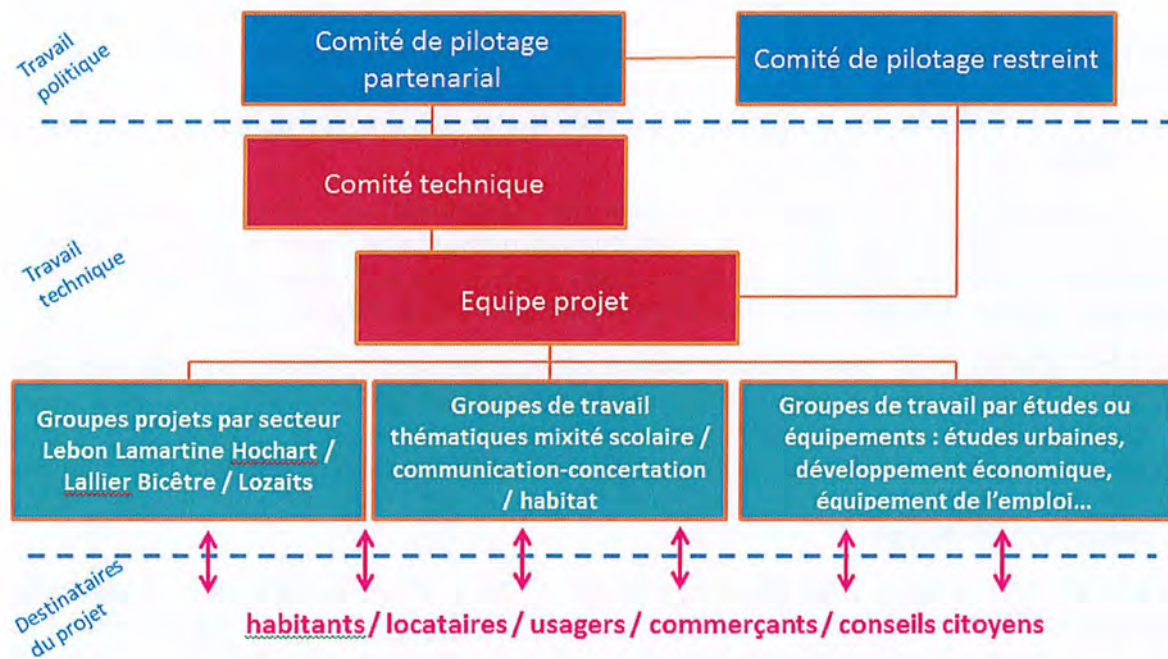 Travail
politique
Comité de pilotage
partenarial
Comité de pilotage restreint
Comité technique
Travail
technique
Equipe projet
Groupes projets par secteur
Lebon Lamartine Hochart /
Lallier Bicêtre / Lozaits
Groupes de travail
thématiques mixité scolaire /
communication-concertation
/ habitat
Groupes de travail par études ou
équipements : études urbaines,
développement économique,
équipement de l'emploi...
Destinataires
du projet
habitants / locataires / usagers / commerçants / conseils citoyens